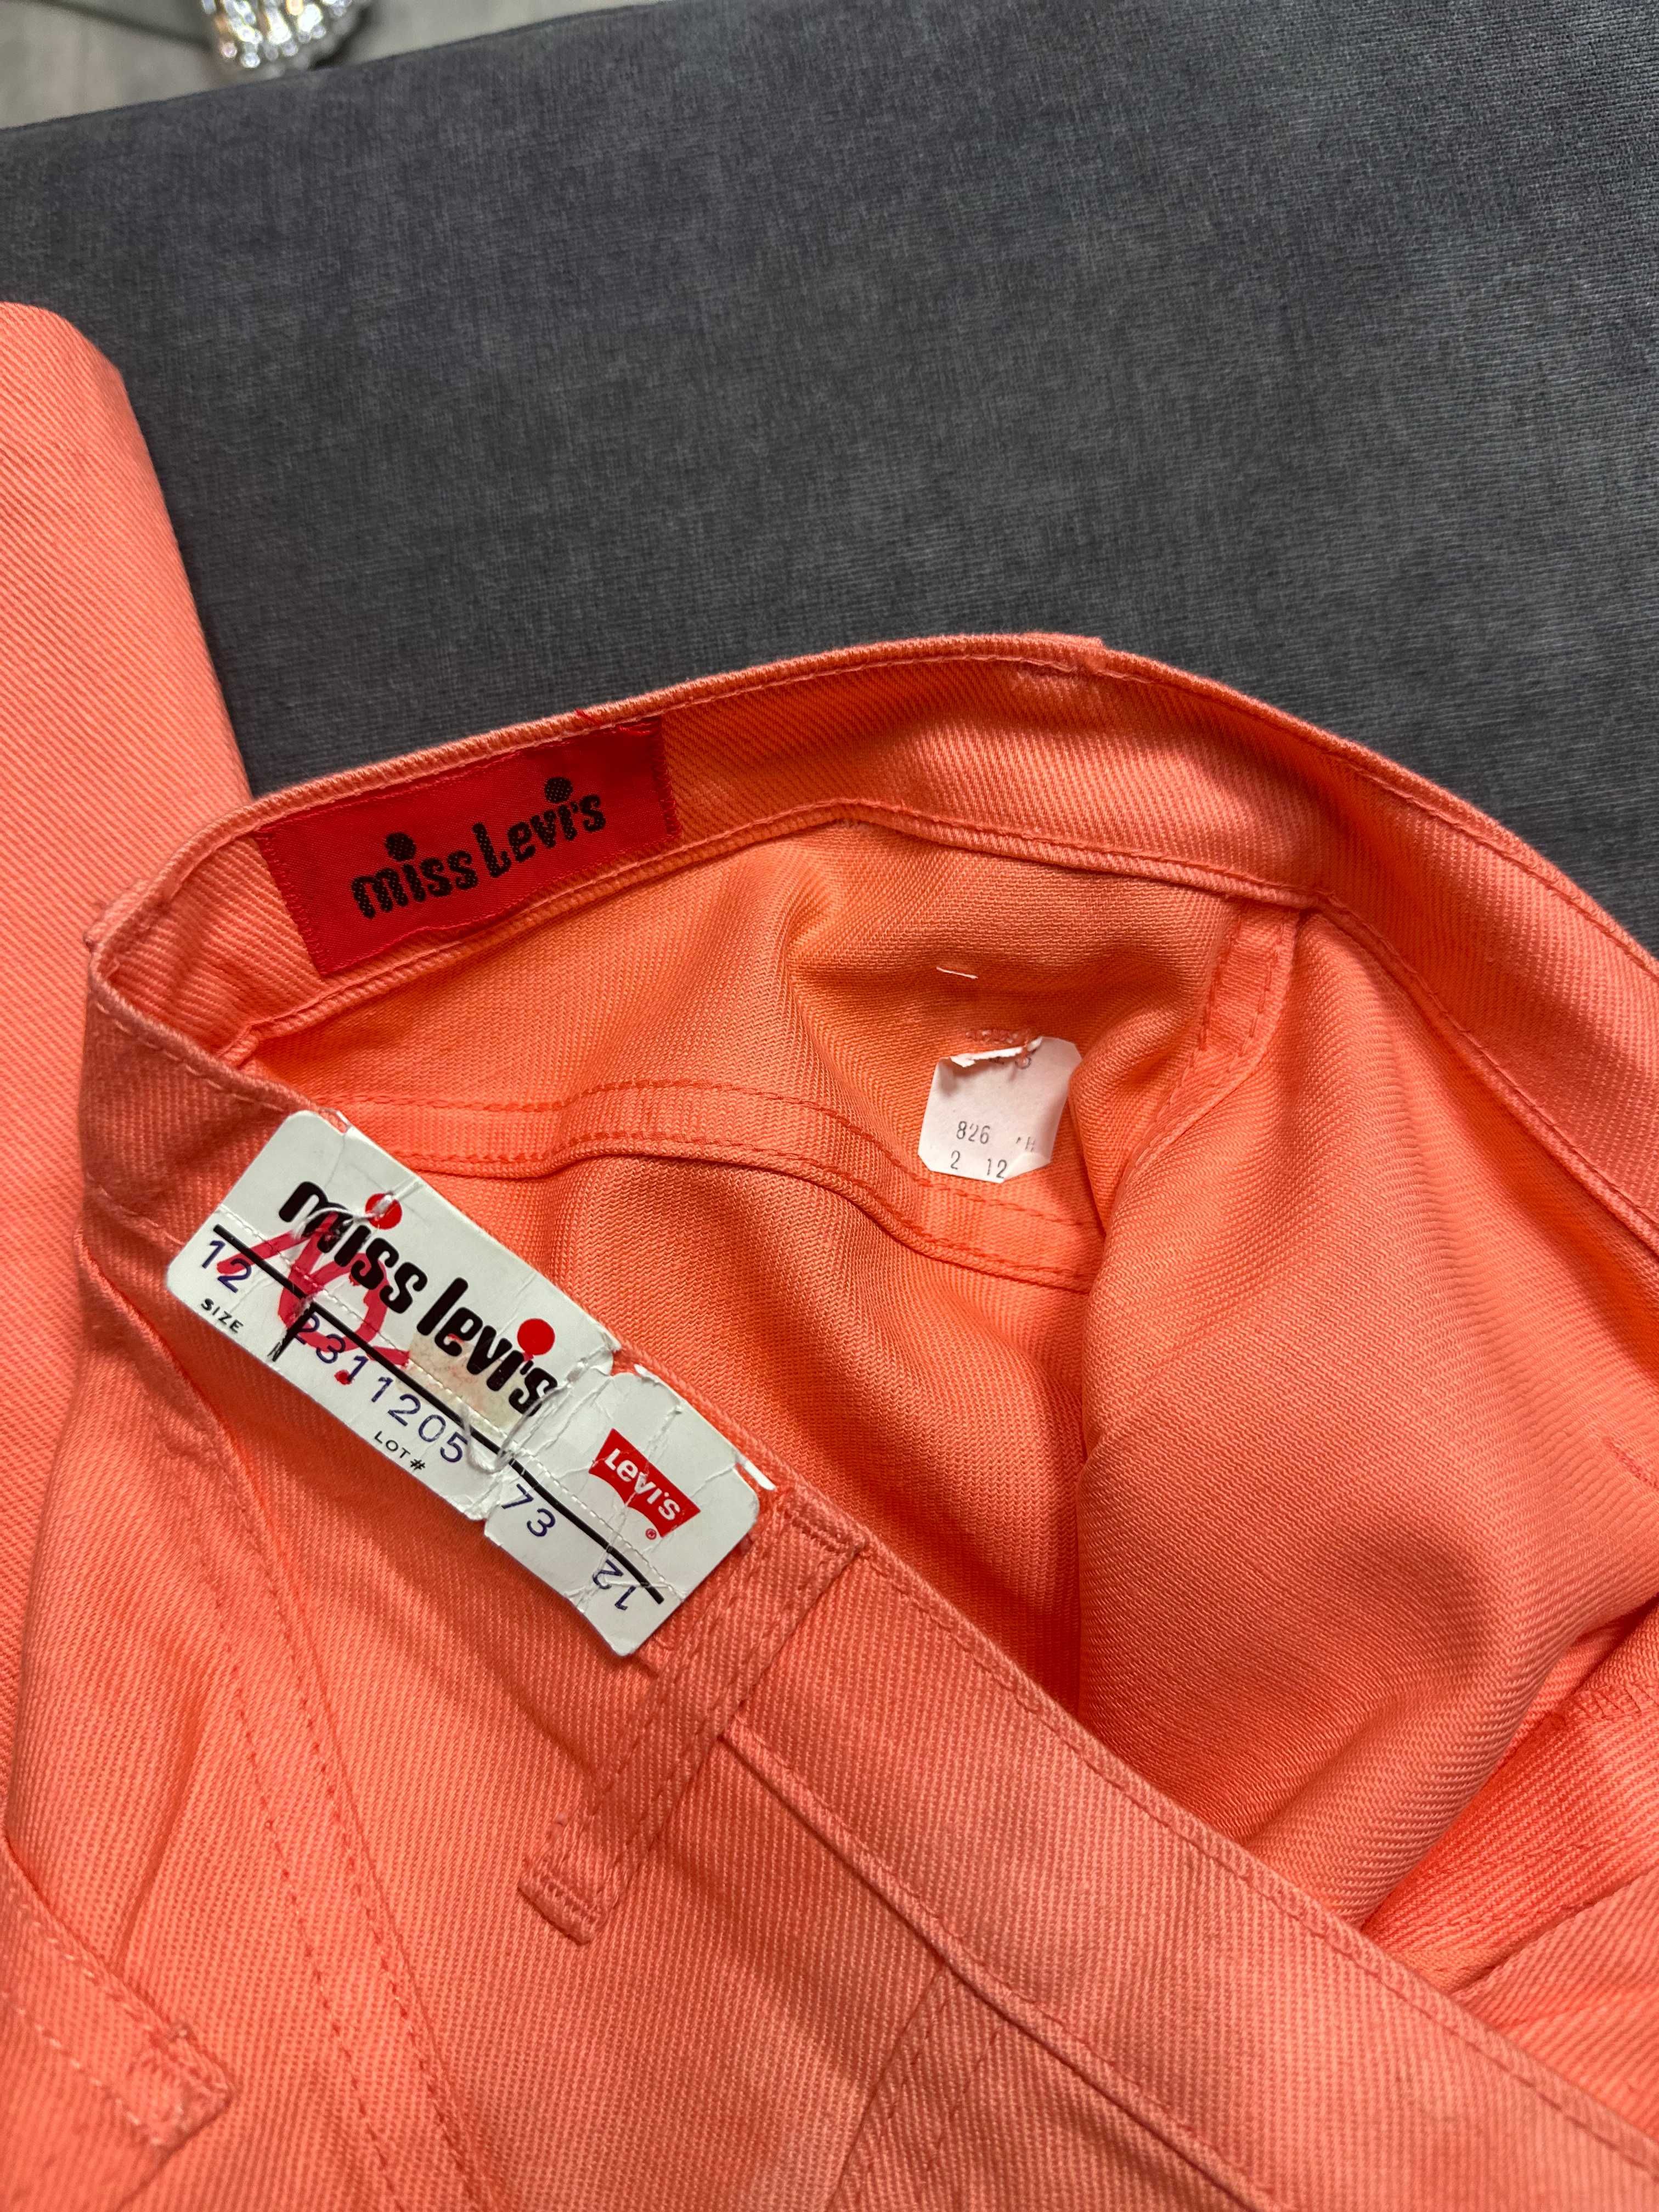 miss Levi's
826 'B
2 12
miss levi's
12 2311205 73 12
SIZE LOT #
Levi's®